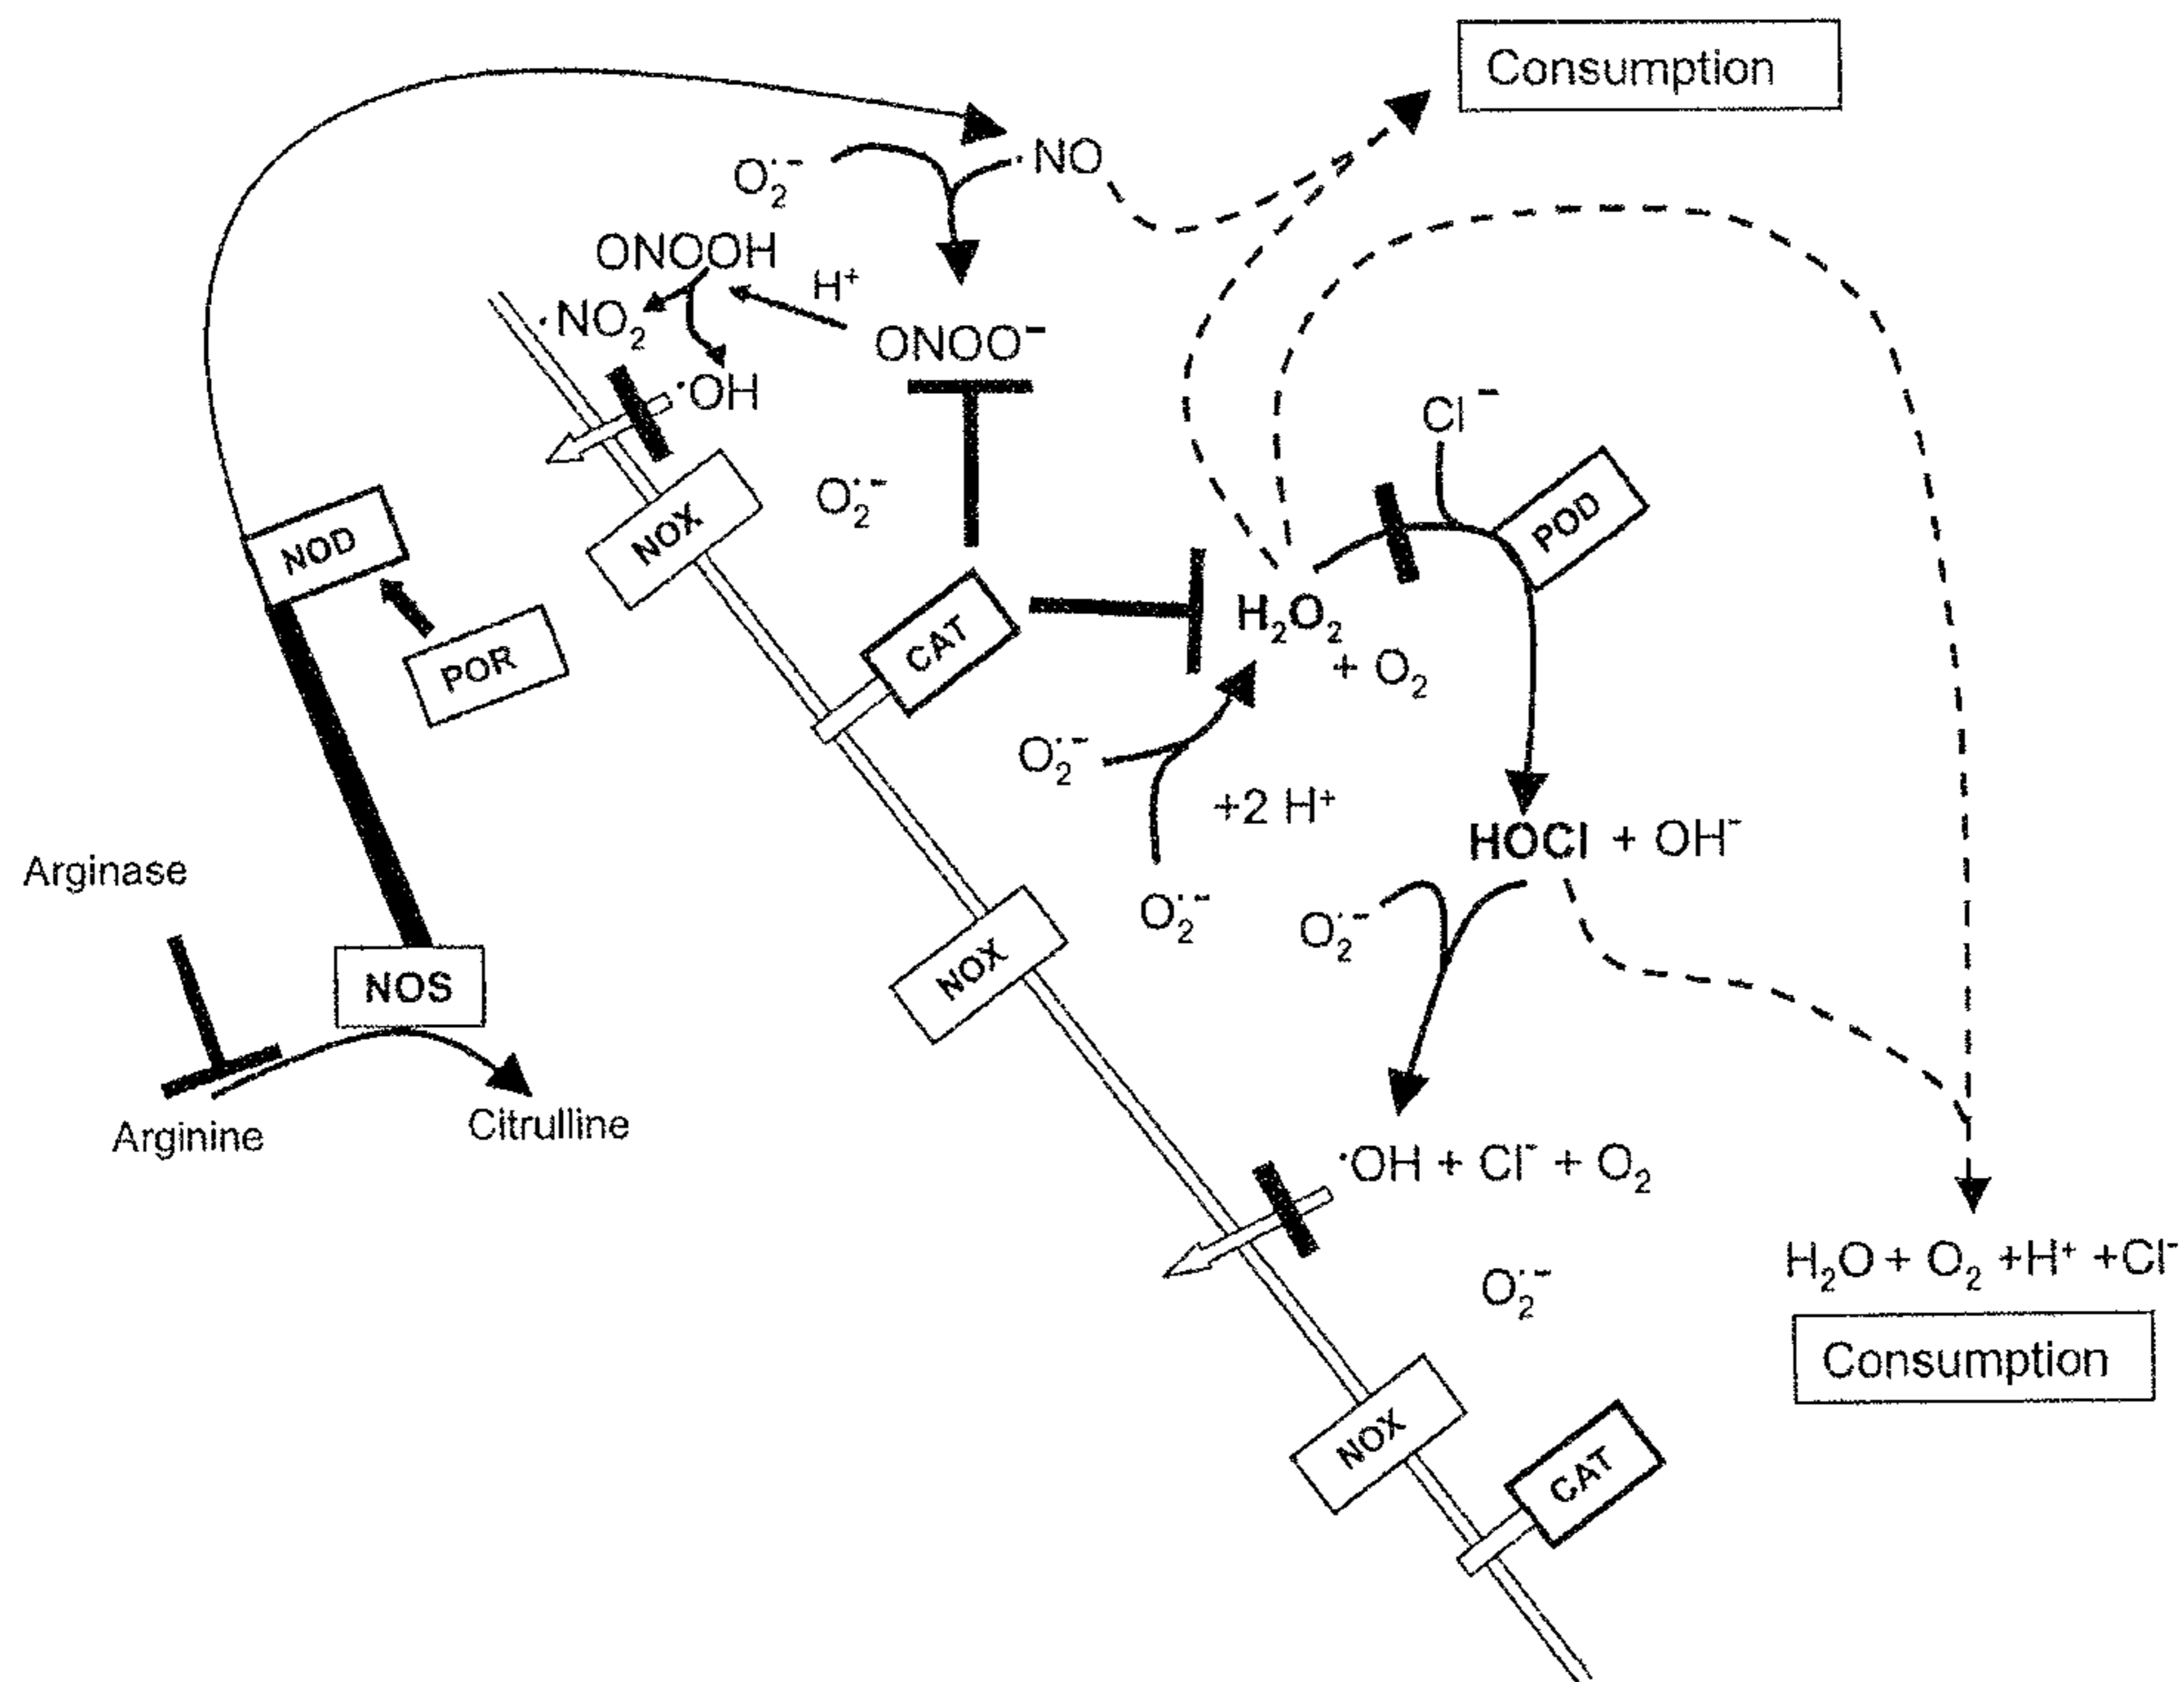 Consumption
·NO
O₂·⁻
ONOOH
H⁺
·NO₂
ONOO⁻
·OH
Cl⁻
O₂·⁻
NOX
POD
NOD
H₂O₂
+ O₂
CAT
POR
O₂·⁻
+2 H⁺
HOCl + OH⁻
Arginase
O₂·⁻
O₂·⁻
NOX
NOS
Arginine
Citrulline
·OH + Cl⁻ + O₂
H₂O + O₂ +H⁺ +Cl⁻
O₂·⁻
Consumption
NOX
CAT